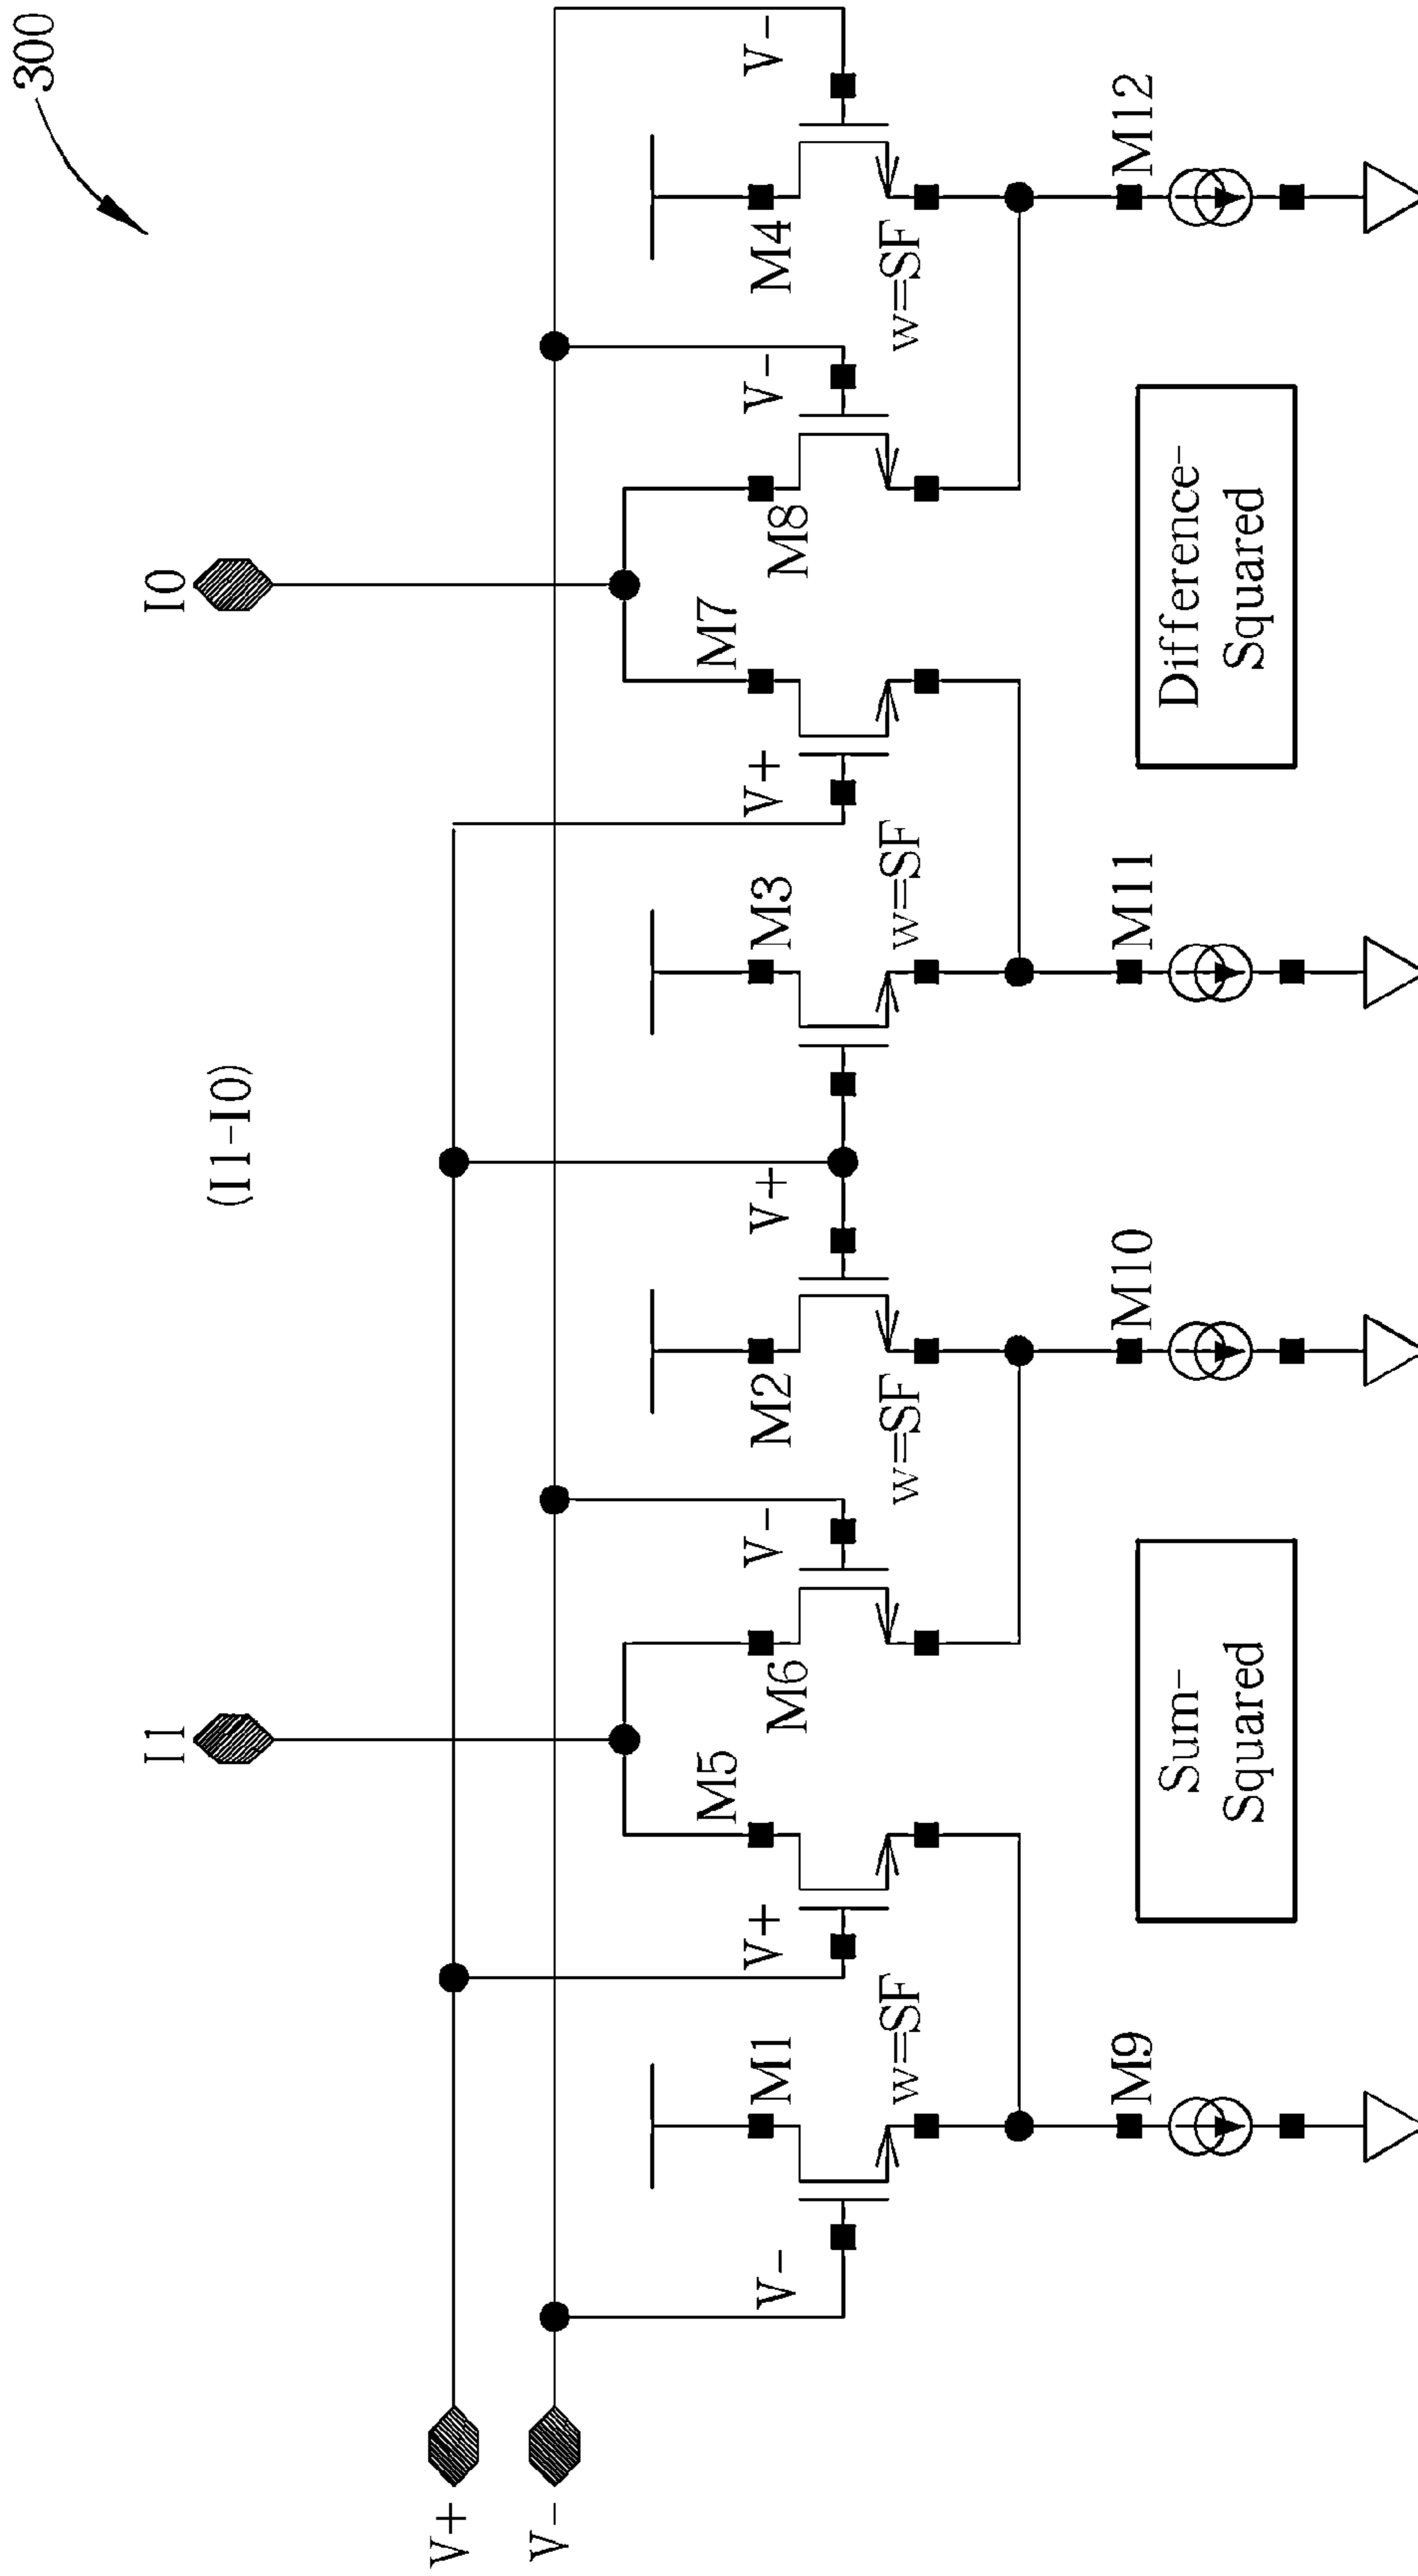 300
I1
(I1-I0)
I0
V+
V-
V-
M1
w=SF
V+
M5
M6
V-
M2
w=SF
V+
M3
w=SF
V+
M7
M8
V-
M4
w=SF
V-
M9
M10
M11
M12
Sum-
Squared
Difference-
Squared